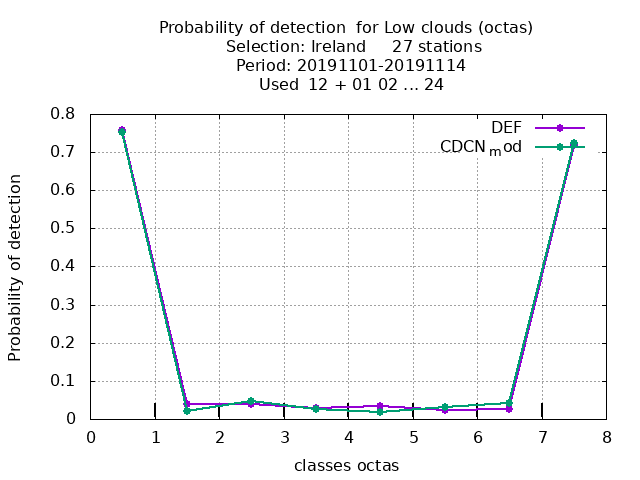 Probability of detection  for Low clouds (octas)
Selection: Ireland     27 stations
Period: 20191101-20191114
Used  12 + 01 02 ... 24
DEF
CDCNmod
0.8
0.7
0.6
0.5
0.4
0.3
0.2
0.1
0
Probability of detection
0 1 2 3 4 5 6 7 8
classes octas